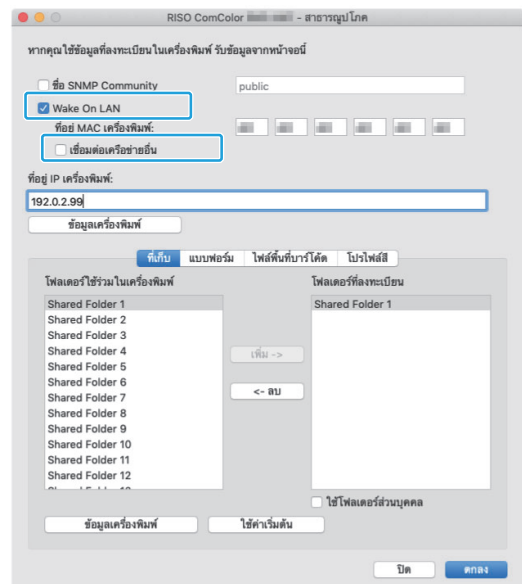 RISO ComColor - สาธารณูปโภค
หากคุณใช้ข้อมูลที่ลงทะเบียนในเครื่องพิมพ์ รับข้อมูลจากหน้าจอนี้
ชื่อ SNMP Community public
Wake On LAN
ที่อยู่ MAC เครื่องพิมพ์:
เชื่อมต่อเครือข่ายอื่น
ที่อยู่ IP เครื่องพิมพ์:
192.0.2.99
ข้อมูลเครื่องพิมพ์
ที่เก็บ แบบฟอร์ม ไฟล์พื้นที่บาร์โค้ด โปรไฟล์สี
โฟลเดอร์ใช้ร่วมในเครื่องพิมพ์ โฟลเดอร์ที่ลงทะเบียน
Shared Folder 1 Shared Folder 1
Shared Folder 2
Shared Folder 3
Shared Folder 4
เพิ่ม ->
Shared Folder 5
Shared Folder 6
Shared Folder 7
<- ลบ
Shared Folder 8
Shared Folder 9
Shared Folder 10
Shared Folder 11
Shared Folder 12
ใช้โฟลเดอร์ส่วนบุคคล
ข้อมูลเครื่องพิมพ์ ใช้ค่าเริ่มต้น
ปิด ตกลง